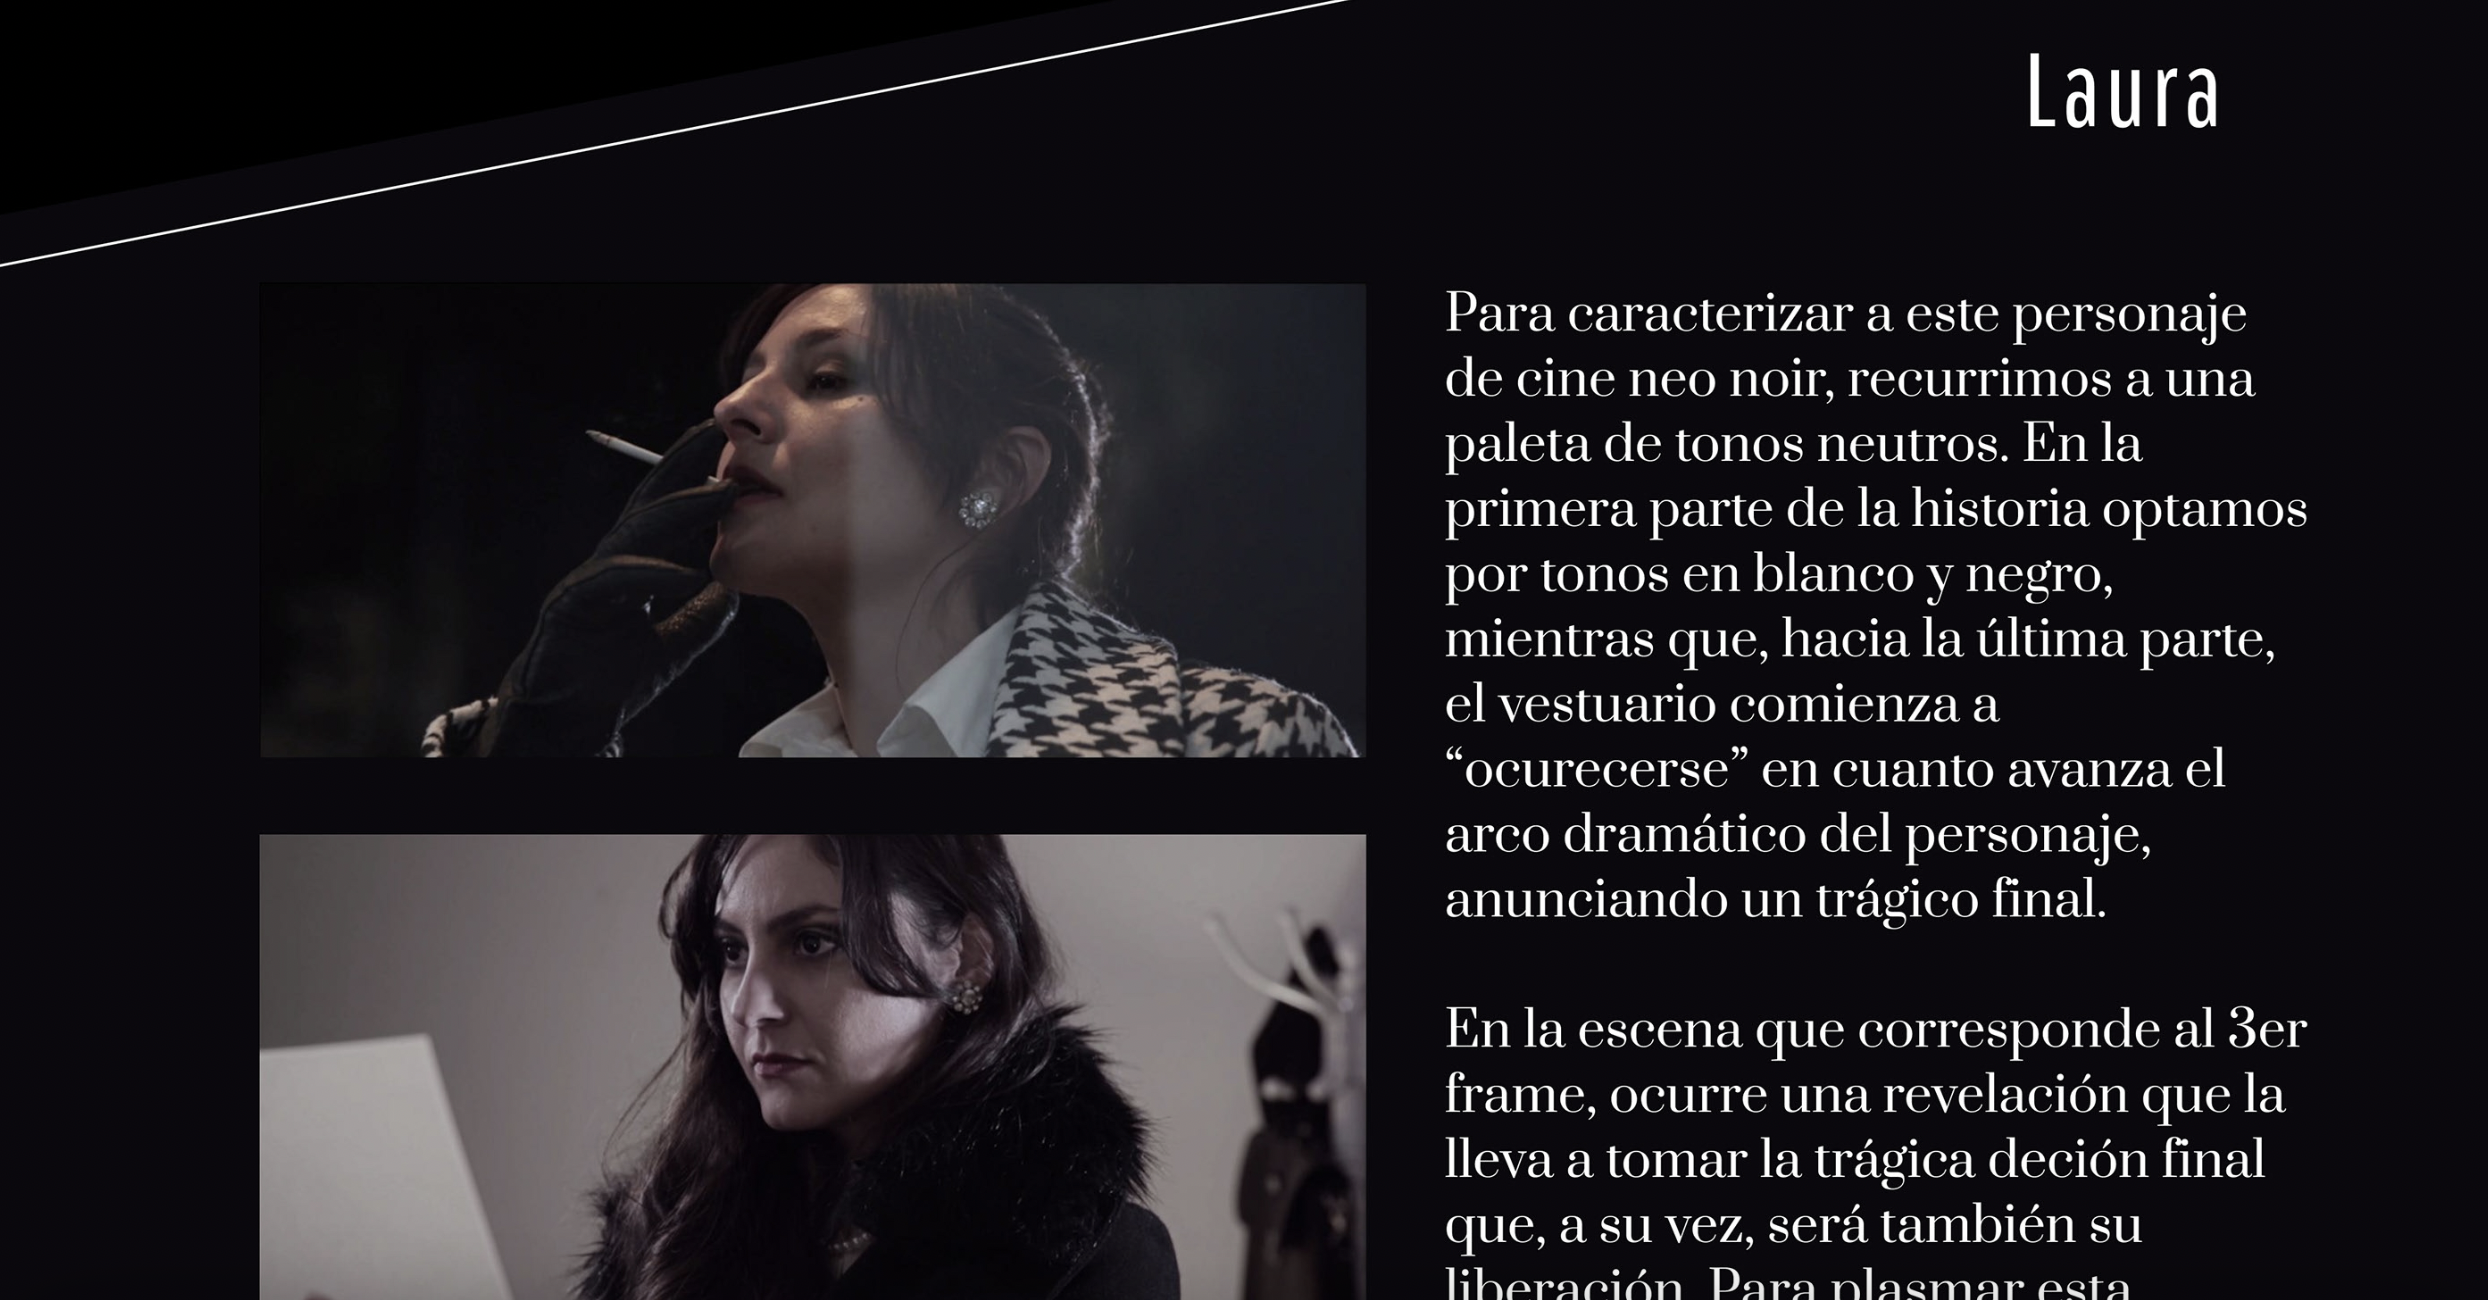 Laura
Para caracterizar a este personaje
de cine neo noir, recurrimos a una
paleta de tonos neutros. En la
primera parte de la historia optamos
por tonos en blanco y negro,
mientras que, hacia la última parte,
el vestuario comienza a
“ocurecerse” en cuanto avanza el
arco dramático del personaje,
anunciando un trágico final.
En la escena que corresponde al 3er
frame, ocurre una revelación que la
lleva a tomar la trágica deción final
que, a su vez, será también su
liberación. Para plasmar esta